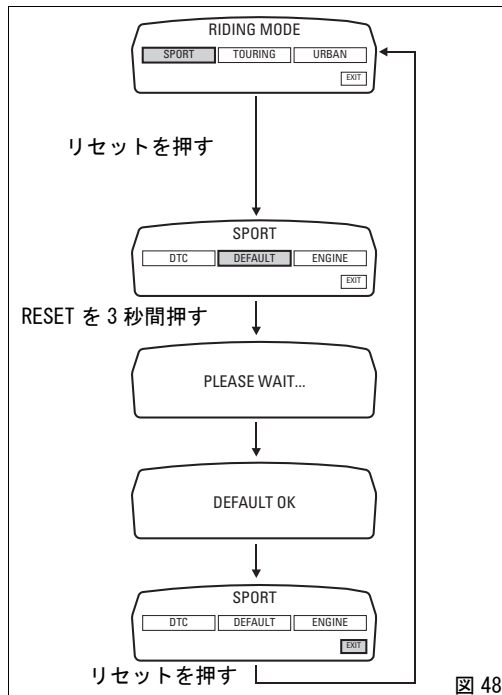 RIDING MODE
SPORT TOURING URBAN
EXIT
リセットを押す
SPORT
DTC DEFAULT ENGINE
EXIT
RESET を 3 秒間押す
PLEASE WAIT...
DEFAULT OK
SPORT
DTC DEFAULT ENGINE
EXIT
リセットを押す
図 48